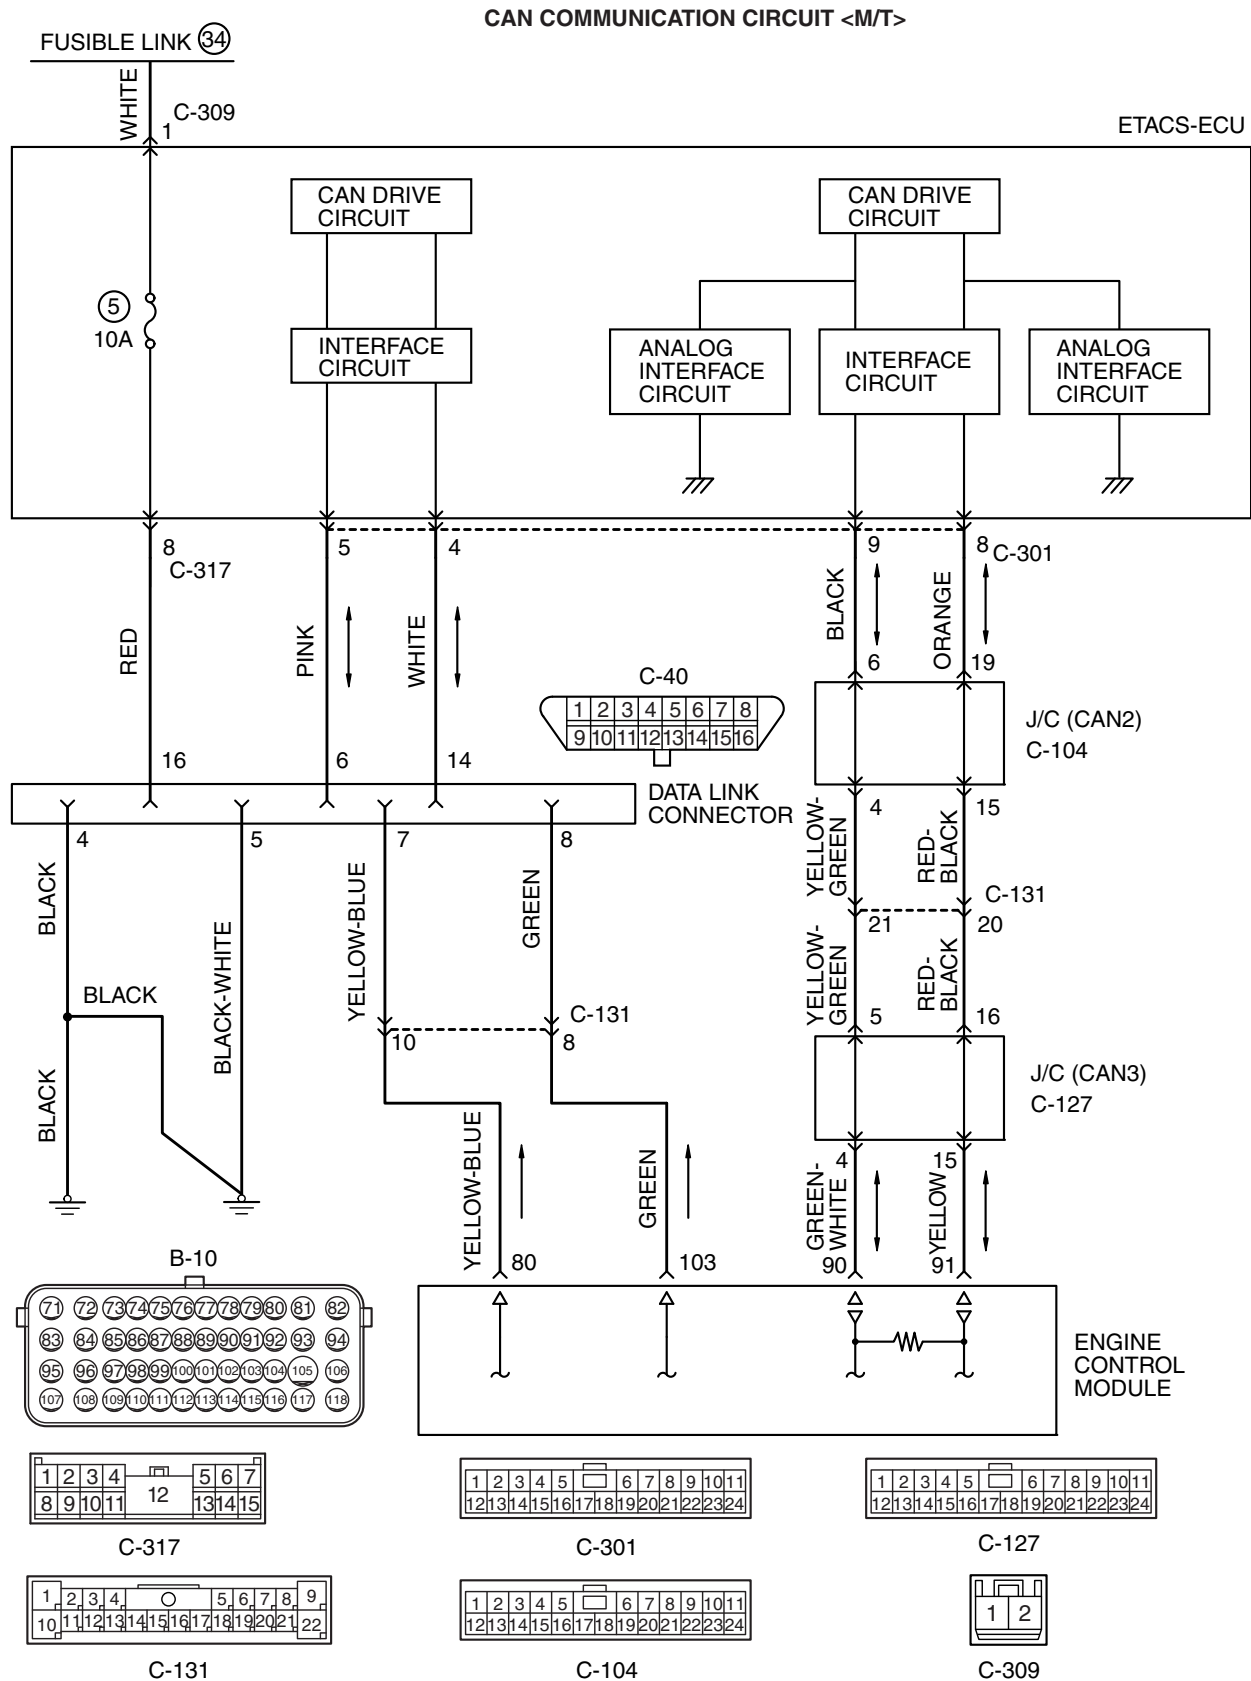 CAN COMMUNICATION CIRCUIT <M/T>
FUSIBLE LINK 34
WHITE
C-309
1
ETACS-ECU
CAN DRIVE
CIRCUIT
CAN DRIVE
CIRCUIT
5
10A
INTERFACE
CIRCUIT
ANALOG
INTERFACE
CIRCUIT
INTERFACE
CIRCUIT
ANALOG
INTERFACE
CIRCUIT
8
C-317
5
4
9
8
C-301
RED
PINK
WHITE
BLACK
ORANGE
16
6
14
6
19
C-40
1 2 3 4 5 6 7 8
9 10 11 12 13 14 15 16
J/C (CAN2)
C-104
DATA LINK
CONNECTOR
4
5
7
8
4
15
BLACK
BLACK-WHITE
YELLOW-BLUE
GREEN
YELLOW-
GREEN
RED-
BLACK
C-131
21
20
YELLOW-
GREEN
RED-
BLACK
BLACK
C-131
10
8
5
16
BLACK
J/C (CAN3)
C-127
YELLOW-BLUE
GREEN
4
15
GREEN-
WHITE
YELLOW
80
103
90
91
ENGINE
CONTROL
MODULE
B-10
71 72 73 74 75 76 77 78 79 80 81 82
83 84 85 86 87 88 89 90 91 92 93 94
95 96 97 98 99 100 101 102 103 104 105 106
107 108 109 110 111 112 113 114 115 116 117 118
1 2 3 4 5 6 7
8 9 10 11 12 13 14 15
C-317
1 2 3 4 5 6 7 8 9 10 11
12 13 14 15 16 17 18 19 20 21 22 23 24
C-301
1 2 3 4 5 6 7 8 9 10 11
12 13 14 15 16 17 18 19 20 21 22 23 24
C-127
1 2 3 4 5 6 7 8 9
10 11 12 13 14 15 16 17 18 19 20 21 22
C-131
1 2 3 4 5 6 7 8 9 10 11
12 13 14 15 16 17 18 19 20 21 22 23 24
C-104
1 2
C-309